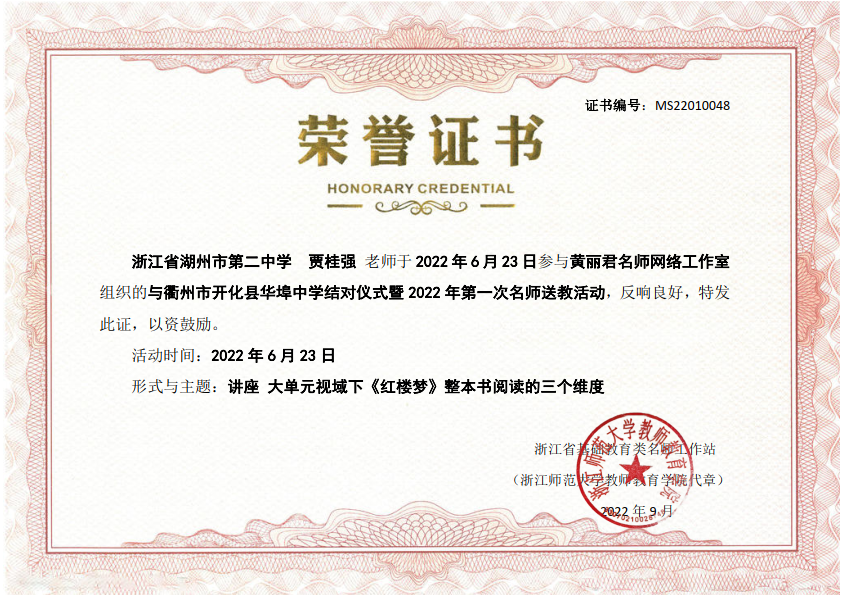 证书编号：MS22010048
荣誉证书
HONORARY CREDENTIAL
浙江省湖州市第二中学 贾桂强 老师于 2022 年 6 月 23 日参与黄丽君名师网络工作室
组织的与衢州市开化县华埠中学结对仪式暨 2022 年第一次名师送教活动，反响良好，特发
此证，以资鼓励。
活动时间：2022 年 6 月 23 日
形式与主题：讲座 大单元视域下《红楼梦》整本书阅读的三个维度
浙江省基础教育类名师工作站
（浙江师范大学教师教育学院代章）
2022 年 9 月
浙江师范大学教师教育学院